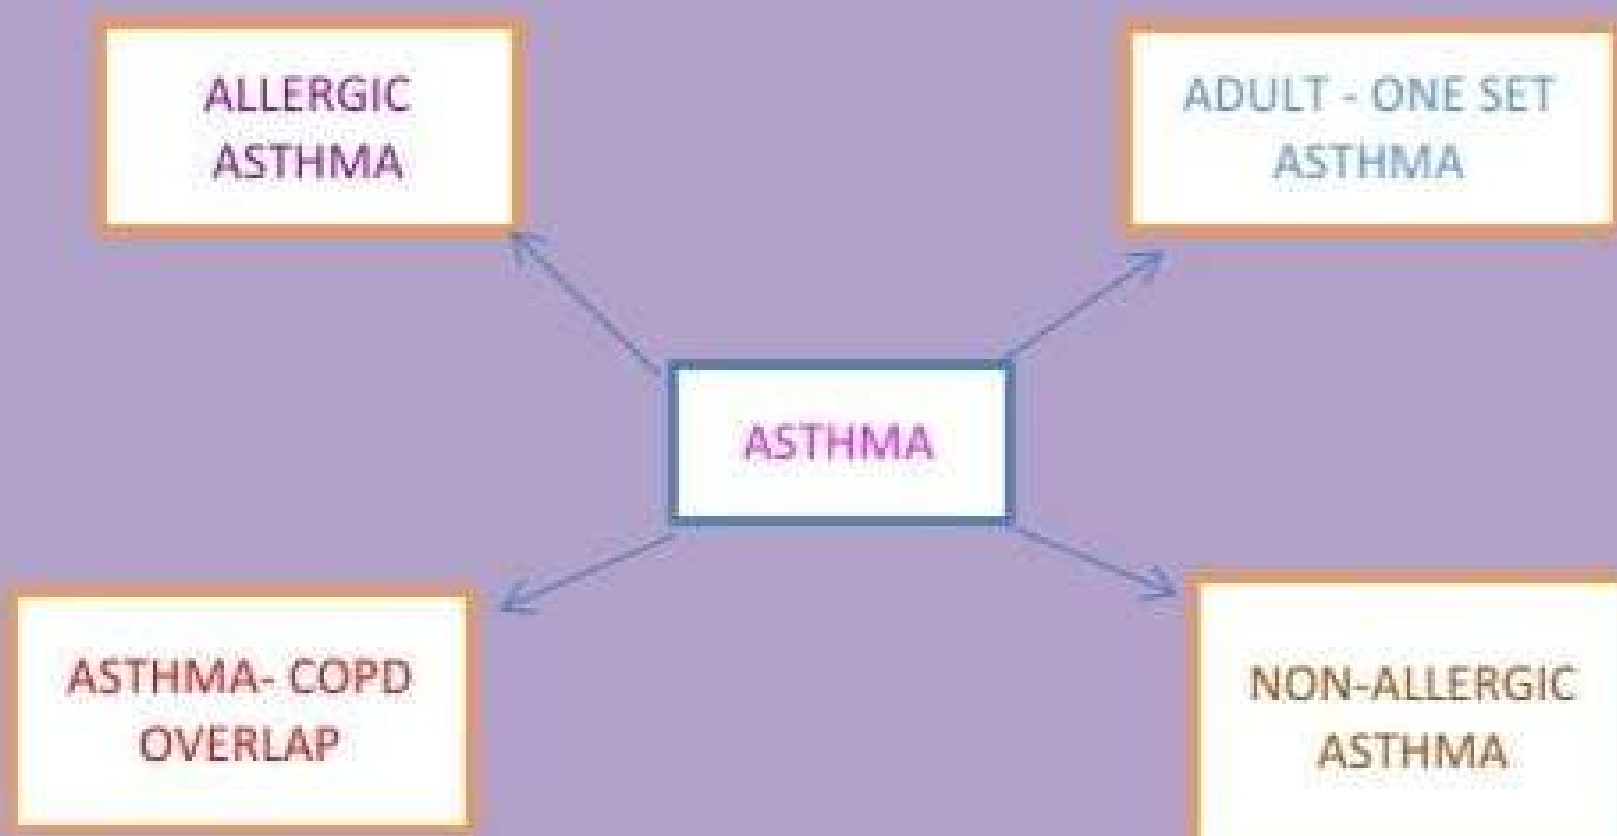 ALLERGIC
ASTHMA
ADULT - ONE SET
ASTHMA
ASTHMA
ASTHMA- COPD
OVERLAP
NON-ALLERGIC
ASTHMA